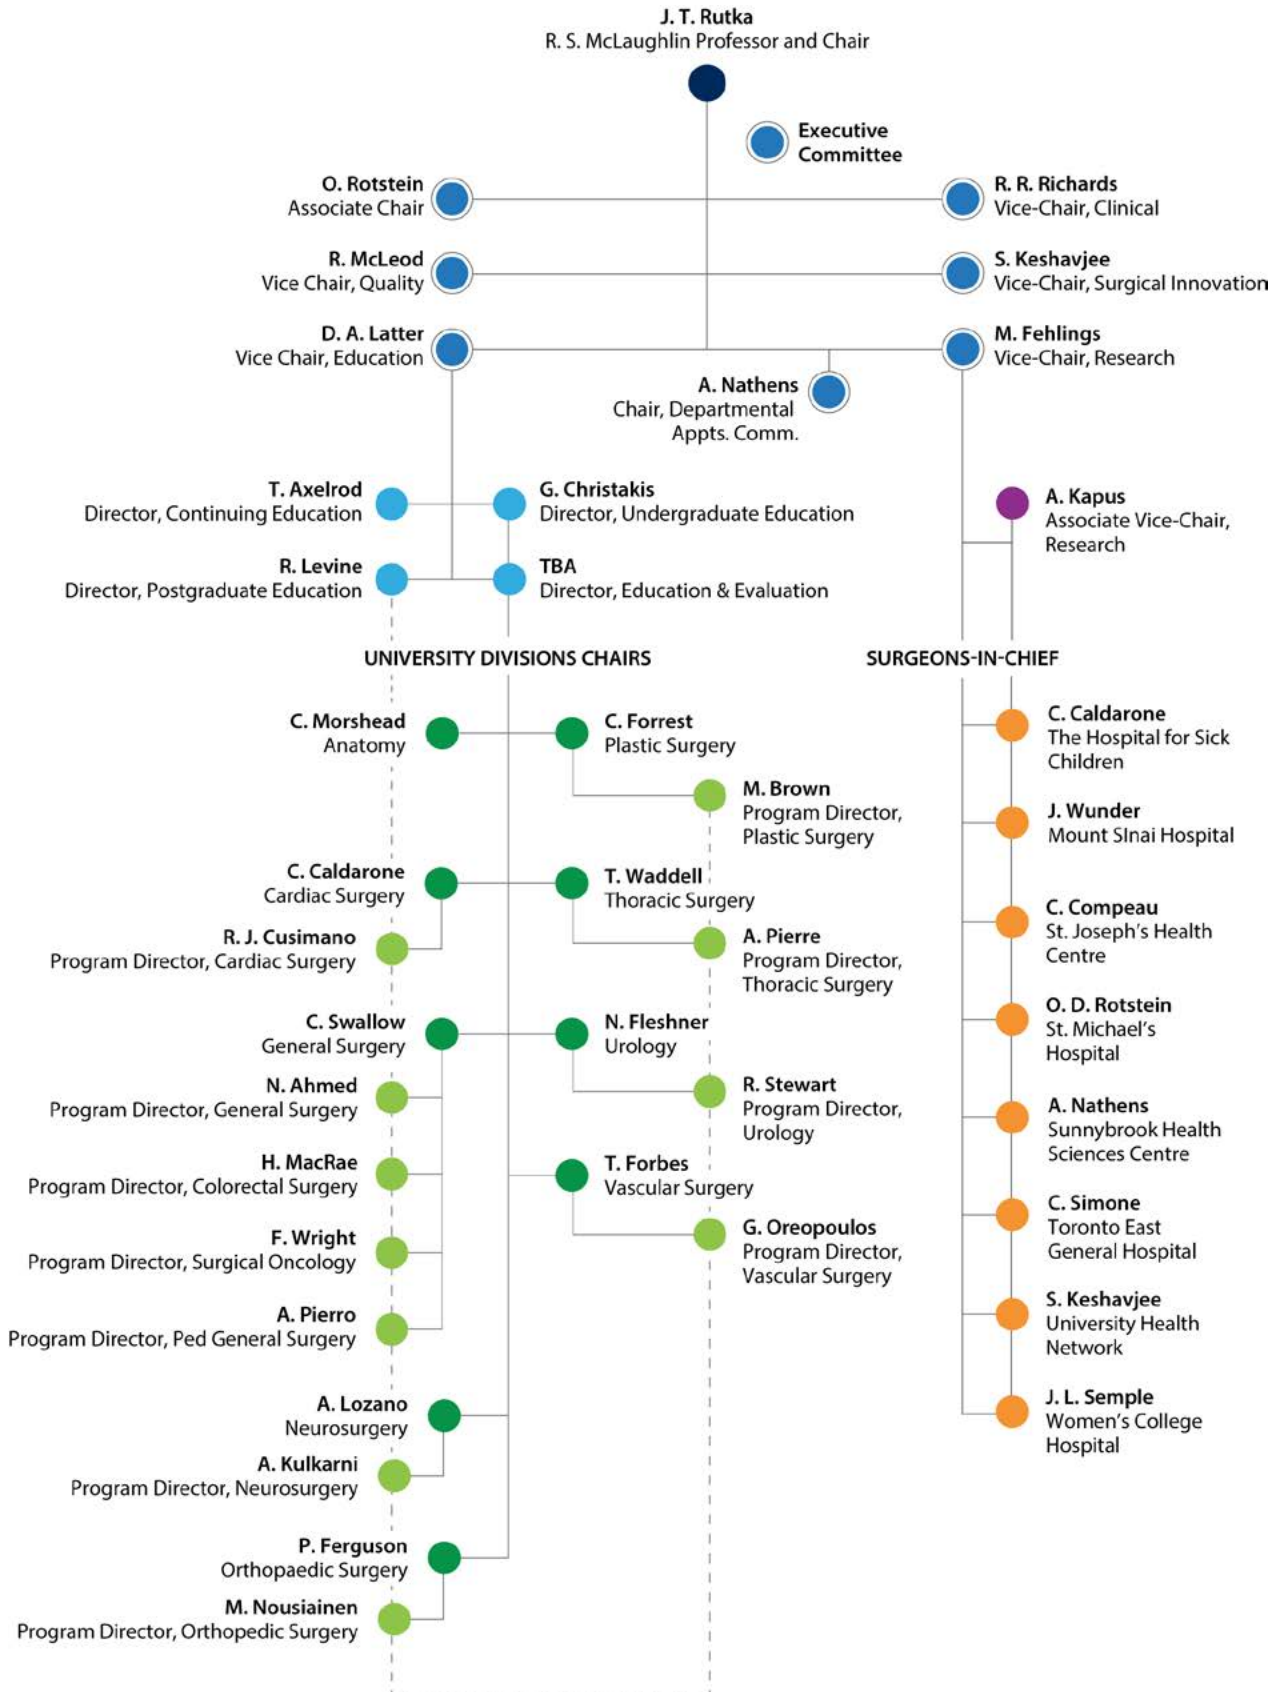 J. T. Rutka
R. S. McLaughlin Professor and Chair
Executive
Committee
O. Rotstein
Associate Chair
R. R. Richards
Vice-Chair, Clinical
R. McLeod
Vice Chair, Quality
S. Keshavjee
Vice-Chair, Surgical Innovation
D. A. Latter
Vice Chair, Education
M. Fehlings
Vice-Chair, Research
A. Nathens
Chair, Departmental
Appts. Comm.
T. Axelrod
Director, Continuing Education
G. Christakis
Director, Undergraduate Education
A. Kapus
Associate Vice-Chair,
Research
R. Levine
Director, Postgraduate Education
TBA
Director, Education & Evaluation
UNIVERSITY DIVISIONS CHAIRS
C. Morshead
Anatomy
C. Forrest
Plastic Surgery
M. Brown
Program Director,
Plastic Surgery
C. Caldarone
Cardiac Surgery
T. Waddell
Thoracic Surgery
R. J. Cusimano
Program Director, Cardiac Surgery
A. Pierre
Program Director,
Thoracic Surgery
C. Swallow
General Surgery
N. Fleshner
Urology
N. Ahmed
Program Director, General Surgery
R. Stewart
Program Director,
Urology
H. MacRae
Program Director, Colorectal Surgery
T. Forbes
Vascular Surgery
F. Wright
Program Director, Surgical Oncology
G. Oreopoulos
Program Director,
Vascular Surgery
A. Pierro
Program Director, Ped General Surgery
A. Lozano
Neurosurgery
A. Kulkarni
Program Director, Neurosurgery
P. Ferguson
Orthopaedic Surgery
M. Nousiainen
Program Director, Orthopedic Surgery
SURGEONS-IN-CHIEF
C. Caldarone
The Hospital for Sick
Children
J. Wunder
Mount SInai Hospital
C. Compeau
St. Joseph's Health
Centre
O. D. Rotstein
St. Michael's
Hospital
A. Nathens
Sunnybrook Health
Sciences Centre
C. Simone
Toronto East
General Hospital
S. Keshavjee
University Health
Network
J. L. Semple
Women's College
Hospital